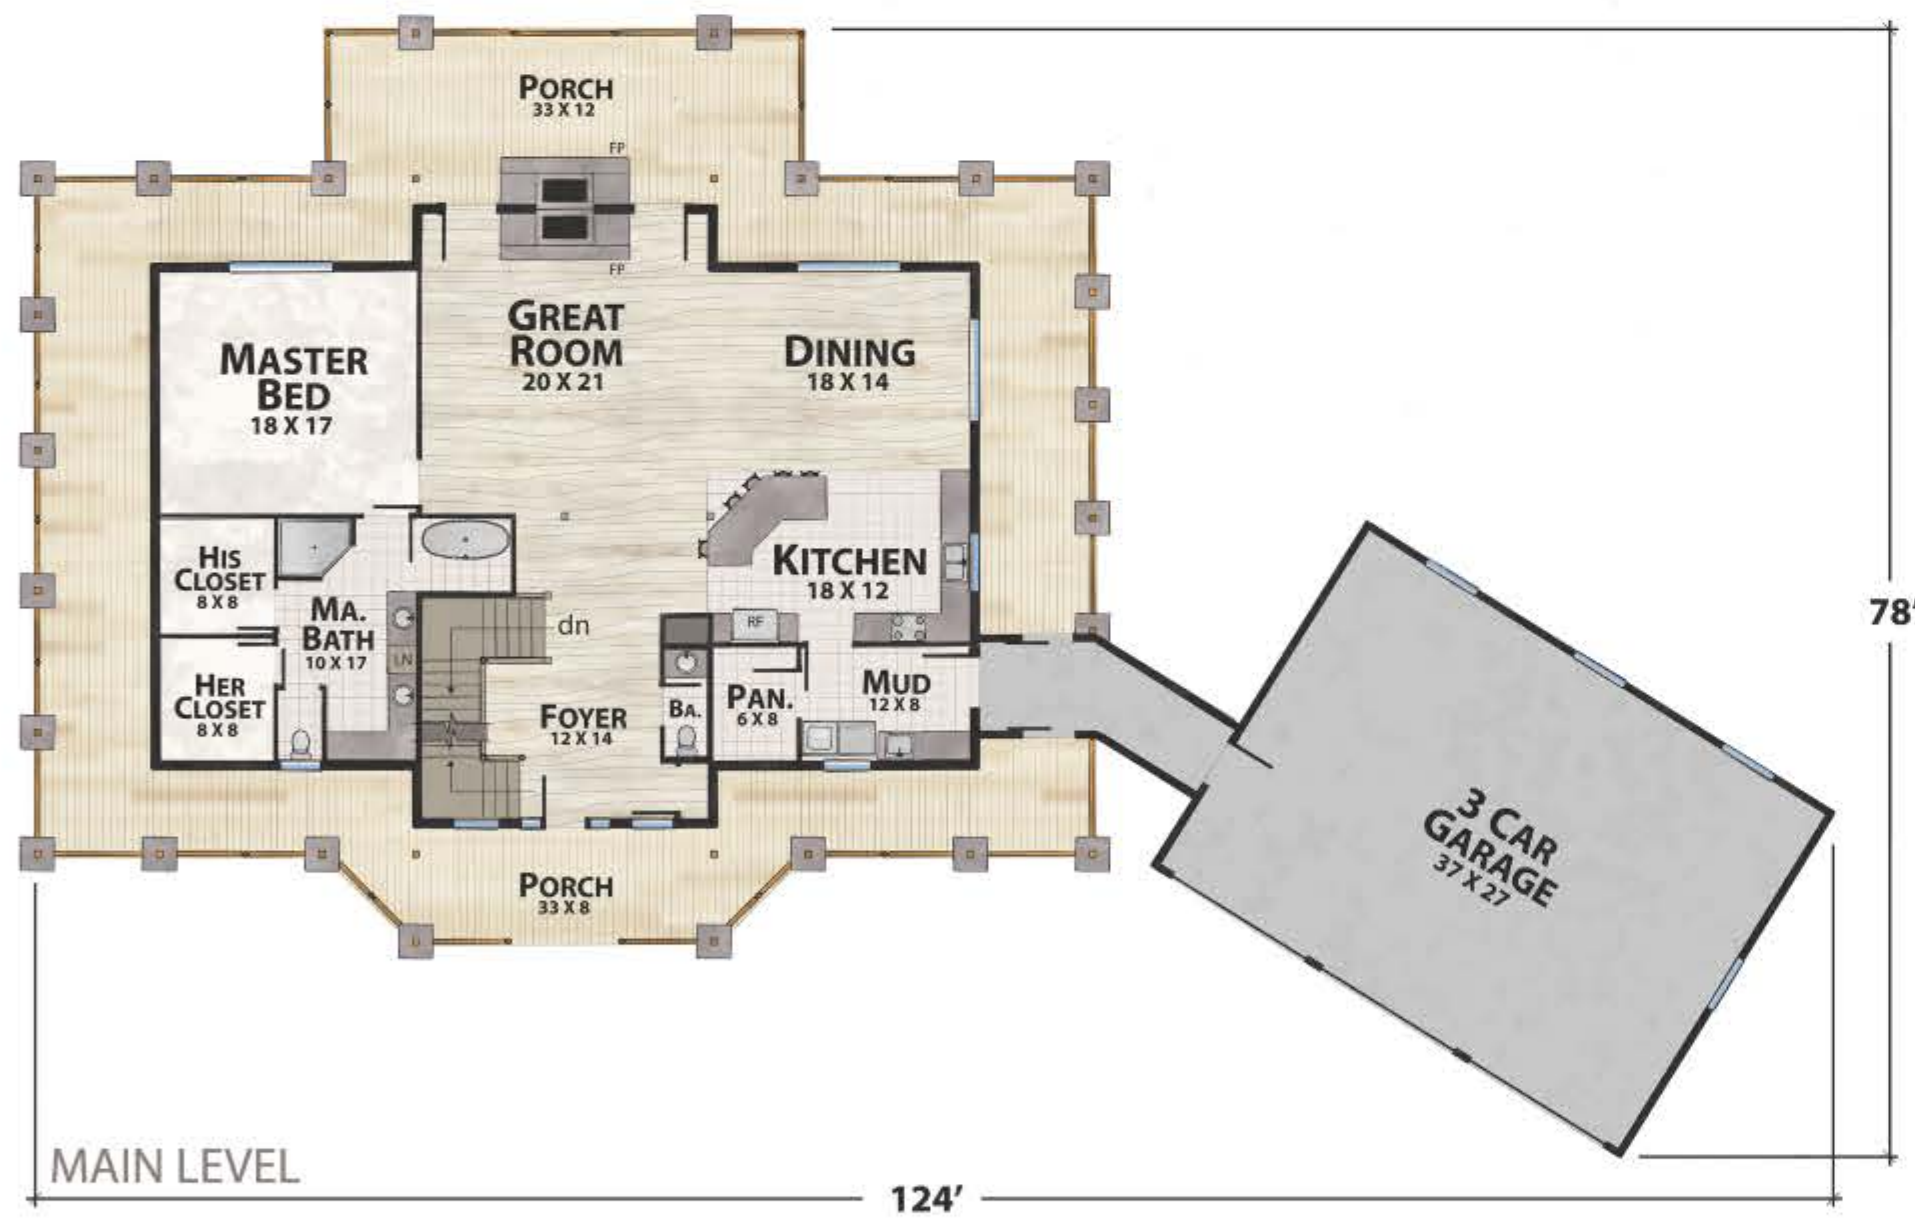 PORCH
33 X 12
FP
FP
GREAT
ROOM
20 X 21
DINING
18 X 14
MASTER
BED
18 X 17
HIS
CLOSET
8 X 8
MA.
BATH
10 X 17
LN
HER
CLOSET
8 X 8
dn
KITCHEN
18 X 12
RF
FOYER
12 X 14
BA.
PAN.
6 X 8
MUD
12 X 8
3 CAR
GARAGE
37 X 27
PORCH
33 X 8
78'
MAIN LEVEL
124'